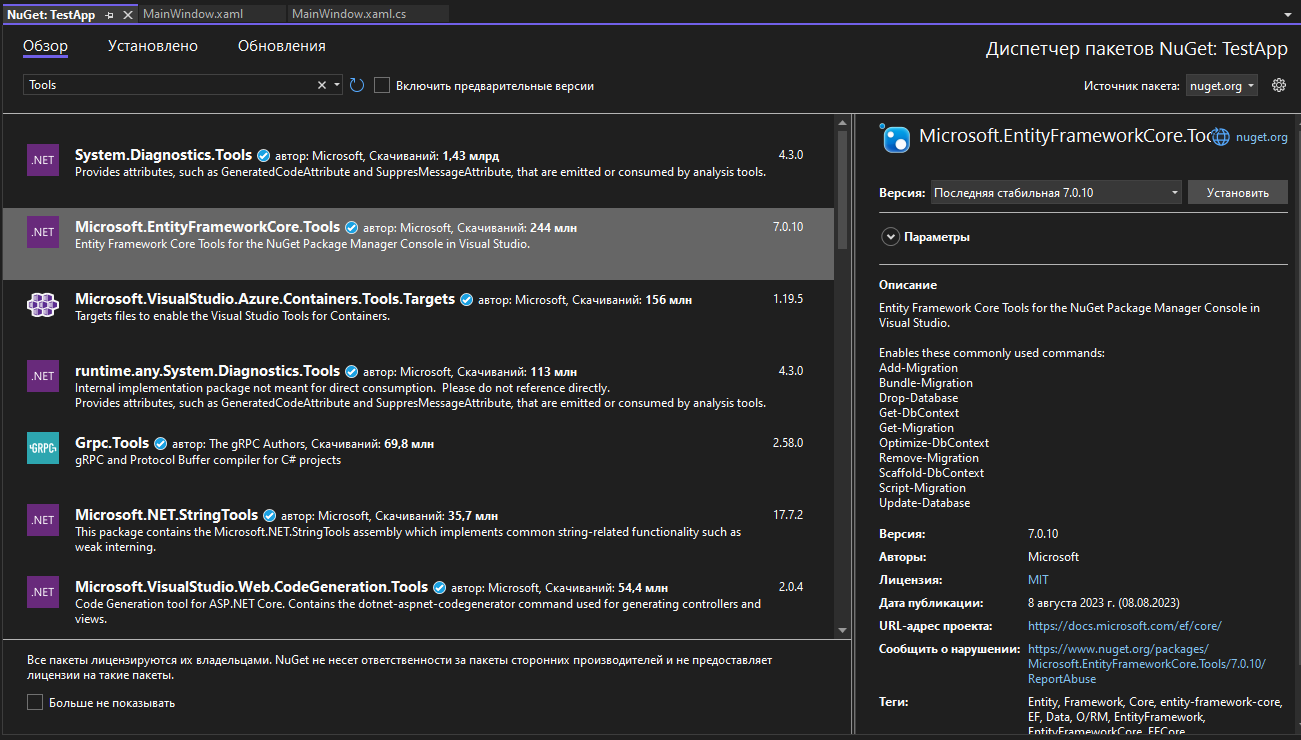 NuGet: TestApp
MainWindow.xaml
MainWindow.xaml.cs
Обзор
Установлено
Обновления
Диспетчер пакетов NuGet: TestApp
Tools
Включить предварительные версии
Источник пакета: nuget.org
.NET
System.Diagnostics.Tools автор: Microsoft, Скачиваний: 1,43 млрд
4.3.0
Provides attributes, such as GeneratedCodeAttribute and SuppresMessageAttribute, that are emitted or consumed by analysis tools.
.NET
Microsoft.EntityFrameworkCore.Tools автор: Microsoft, Скачиваний: 244 млн
7.0.10
Entity Framework Core Tools for the NuGet Package Manager Console in Visual Studio.
Microsoft.VisualStudio.Azure.Containers.Tools.Targets автор: Microsoft, Скачиваний: 156 млн
1.19.5
Targets files to enable the Visual Studio Tools for Containers.
.NET
runtime.any.System.Diagnostics.Tools автор: Microsoft, Скачиваний: 113 млн
4.3.0
Internal implementation package not meant for direct consumption. Please do not reference directly.
Provides attributes, such as GeneratedCodeAttribute and SuppresMessageAttribute, that are emitted or consumed by analysis tools.
GRPC
Grpc.Tools автор: The gRPC Authors, Скачиваний: 69,8 млн
2.58.0
gRPC and Protocol Buffer compiler for C# projects
.NET
Microsoft.NET.StringTools автор: Microsoft, Скачиваний: 35,7 млн
17.7.2
This package contains the Microsoft.NET.StringTools assembly which implements common string-related functionality such as
weak interning.
.NET
Microsoft.VisualStudio.Web.CodeGeneration.Tools автор: Microsoft, Скачиваний: 54,4 млн
2.0.4
Code Generation tool for ASP.NET Core. Contains the dotnet-aspnet-codegenerator command used for generating controllers and
views.
Все пакеты лицензируются их владельцами. NuGet не несет ответственности за пакеты сторонних производителей и не предоставляет
лицензии на такие пакеты.
Больше не показывать
Microsoft.EntityFrameworkCore.Too
nuget.org
Версия: Последняя стабильная 7.0.10
Установить
Параметры
Описание
Entity Framework Core Tools for the NuGet Package Manager Console in
Visual Studio.
Enables these commonly used commands:
Add-Migration
Bundle-Migration
Drop-Database
Get-DbContext
Get-Migration
Optimize-DbContext
Remove-Migration
Scaffold-DbContext
Script-Migration
Update-Database
Версия: 7.0.10
Авторы: Microsoft
Лицензия: MIT
Дата публикации: 8 августа 2023 г. (08.08.2023)
URL-адрес проекта: https://docs.microsoft.com/ef/core/
Сообщить о нарушении: https://www.nuget.org/packages/
Microsoft.EntityFrameworkCore.Tools/7.0.10/
ReportAbuse
Теги: Entity, Framework, Core, entity-framework-core,
EF, Data, O/RM, EntityFramework,
EntityFrameworkCore, EFCore